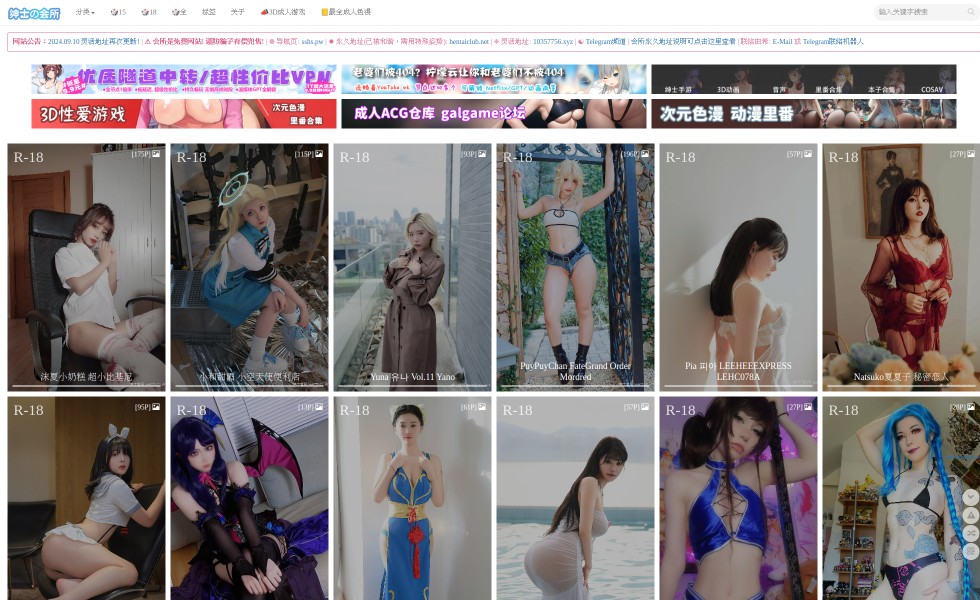 绅士の会所
分类 15 18 全 标签 关于 3D成人游戏 最全成人色漫 输入关键字搜索
网站公告：2024.09.10 灵活地址再次更新! | ⚠ 会所是免费网站! 谨防骗子有偿贩售! | 导航页: sshs.pw | 永久地址(已被和谐，需用特殊姿势): hentaiclub.net | 灵活地址: 10357756.xyz | Telegram频道 | 会所永久地址说明可点击这里查看 | 联络旧邮: E-Mail 或 Telegram联络机器人
优质隧道中转/超性价比VPN
老婆们被404？柠檬云让你和老婆们不被404
绅士手游 3D动画 音声 里番合集 本子合集 COSAV
3D性爱游戏 次元色漫 里番合集
成人ACG仓库 galgame论坛
次元色漫 动漫里番
R-18 [175P]
R-18 [115P]
R-18 [93P]
R-18 [196P]
R-18 [57P]
R-18 [27P]
沫夏小奶糕 超小比基尼
小和甜酒 小空天使便利店
Yuna 유나 Vol.11 Yano
PuyPuyChan FateGrand Order
Mordred
Pia 피아 LEEHEEEXPRESS
LEHC078A
Natsuko夏夏子 秘密恋人
R-18 [95P]
R-18 [13P]
R-18 [61P]
R-18 [57P]
R-18 [27P]
R-18 [20P]